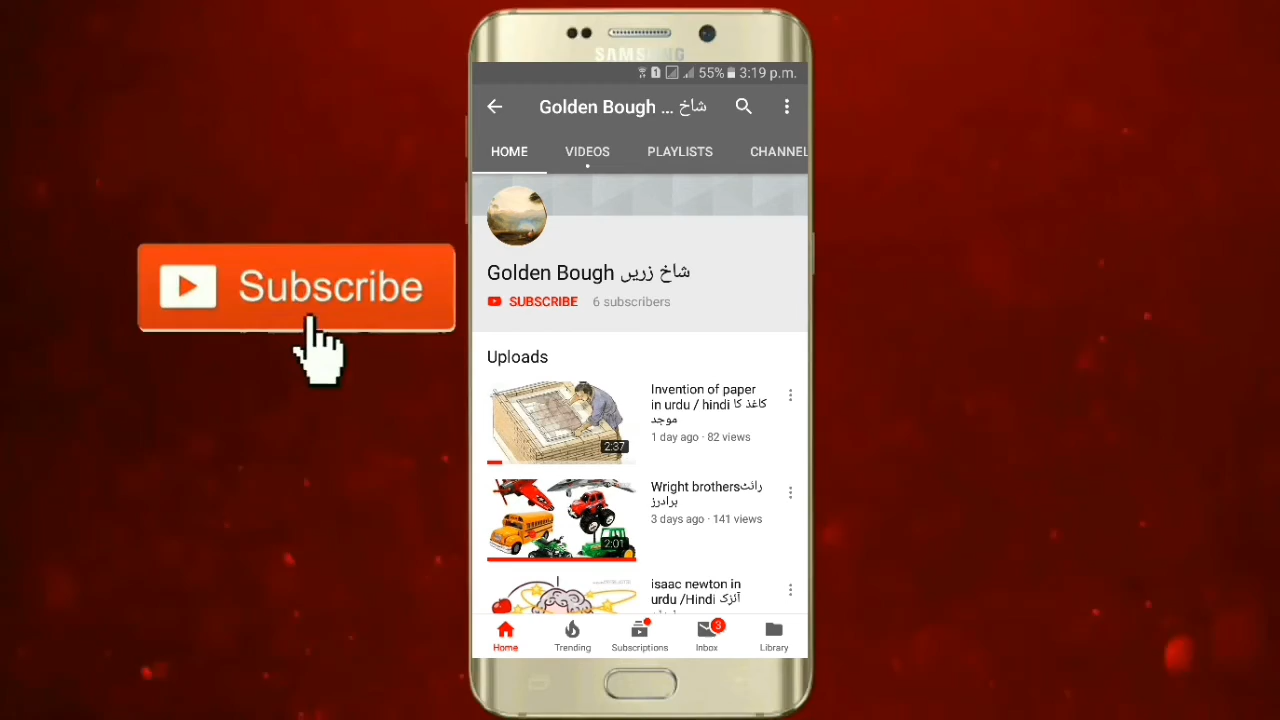 SAMSUNG
55% 3:19 p.m.
Golden Bough ... شاخ
HOME VIDEOS PLAYLISTS CHANNEL
Golden Bough شاخ زریں
SUBSCRIBE 6 subscribers
Subscribe
Uploads
Invention of paper
in urdu / hindi کاغذ کا
موجد
1 day ago · 82 views
2:37
Wright brothers رائٹ
برادرز
3 days ago · 141 views
2:01
isaac newton in
urdu /Hindi آئزک
Home Trending Subscriptions Inbox Library
3